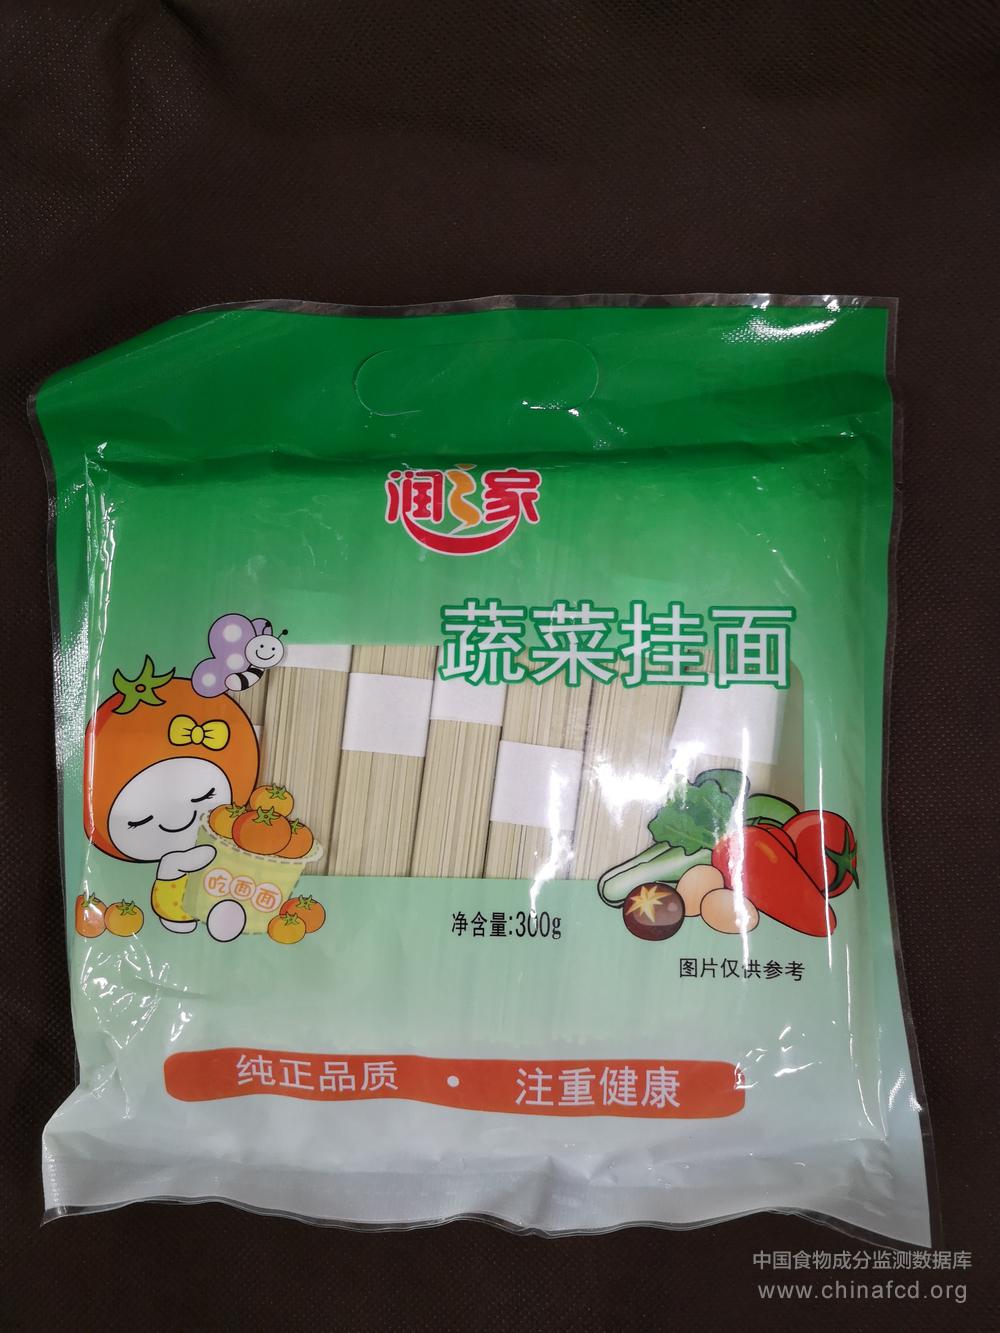 润之家
蔬菜挂面
吃面面
净含量:300g
图片仅供参考
纯正品质 · 注重健康
中国食物成分监测数据库
www.chinafcd.org